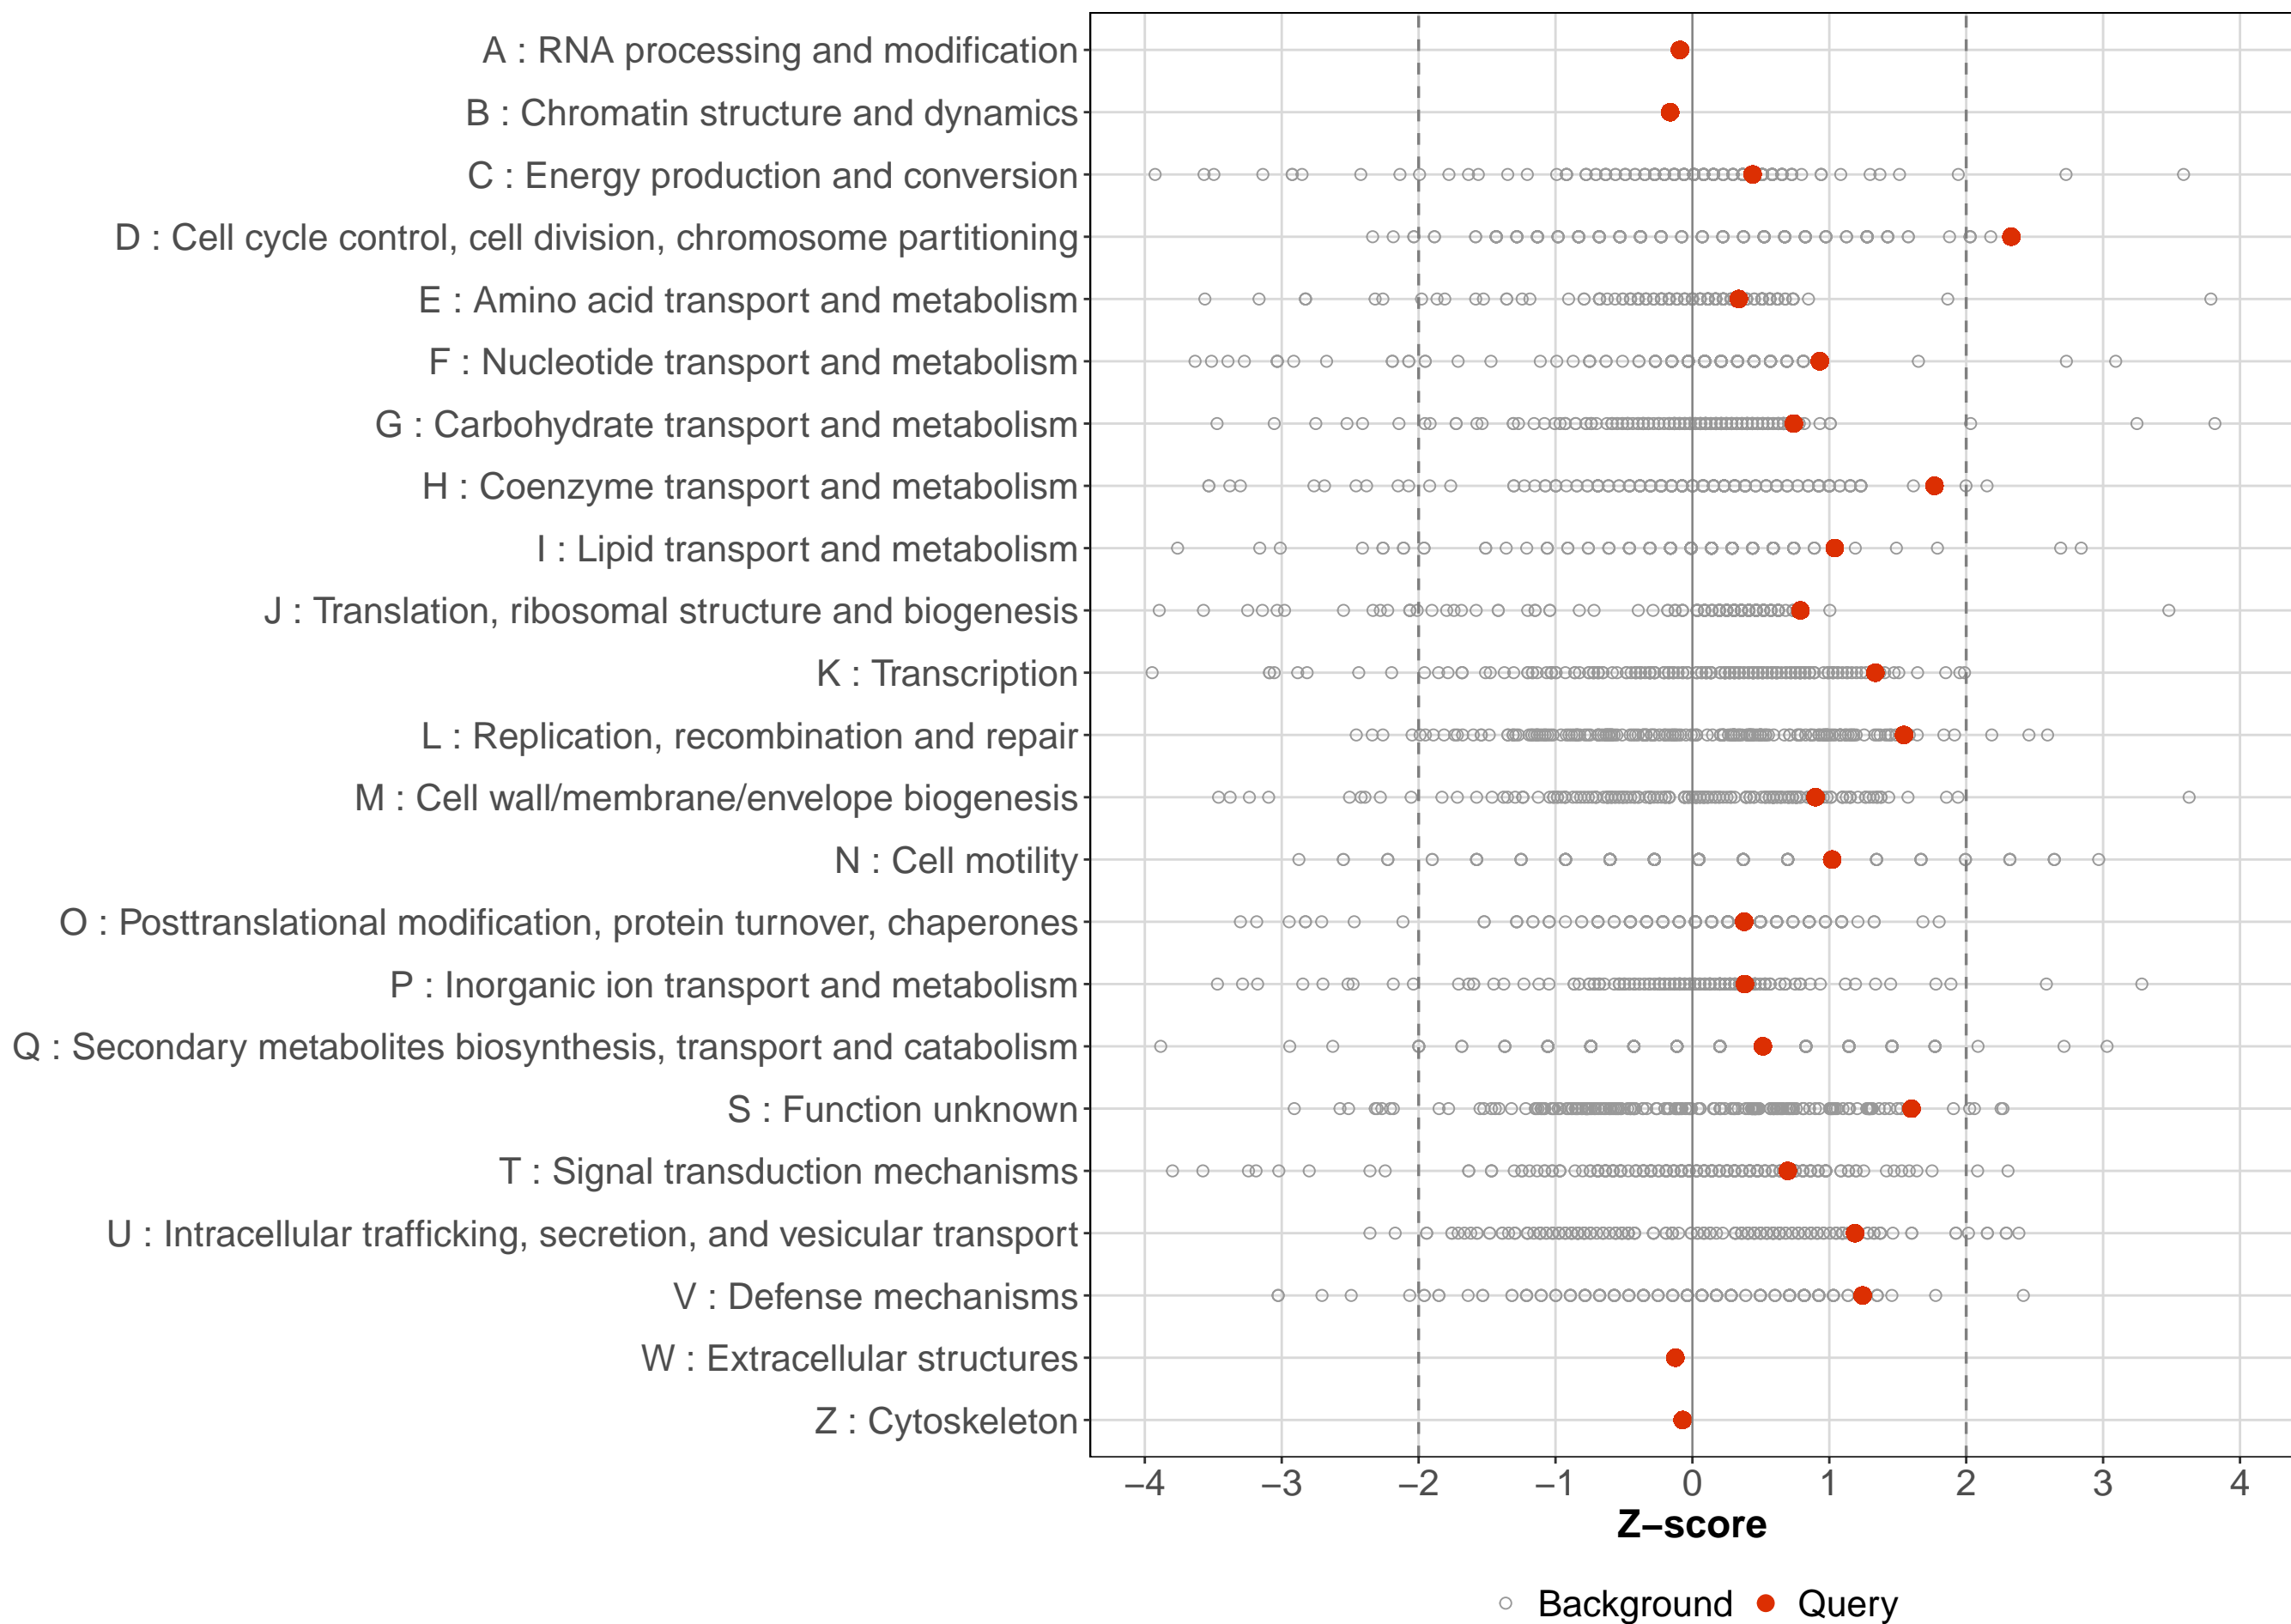 A : RNA processing and modification
B : Chromatin structure and dynamics
C : Energy production and conversion
D : Cell cycle control, cell division, chromosome partitioning
E : Amino acid transport and metabolism
F : Nucleotide transport and metabolism
G : Carbohydrate transport and metabolism
H : Coenzyme transport and metabolism
I : Lipid transport and metabolism
J : Translation, ribosomal structure and biogenesis
K : Transcription
L : Replication, recombination and repair
M : Cell wall/membrane/envelope biogenesis
N : Cell motility
O : Posttranslational modification, protein turnover, chaperones
P : Inorganic ion transport and metabolism
Q : Secondary metabolites biosynthesis, transport and catabolism
S : Function unknown
T : Signal transduction mechanisms
U : Intracellular trafficking, secretion, and vesicular transport
V : Defense mechanisms
W : Extracellular structures
Z : Cytoskeleton
−4 −3 −2 −1 0 1 2 3 4
Z−score
Background Query